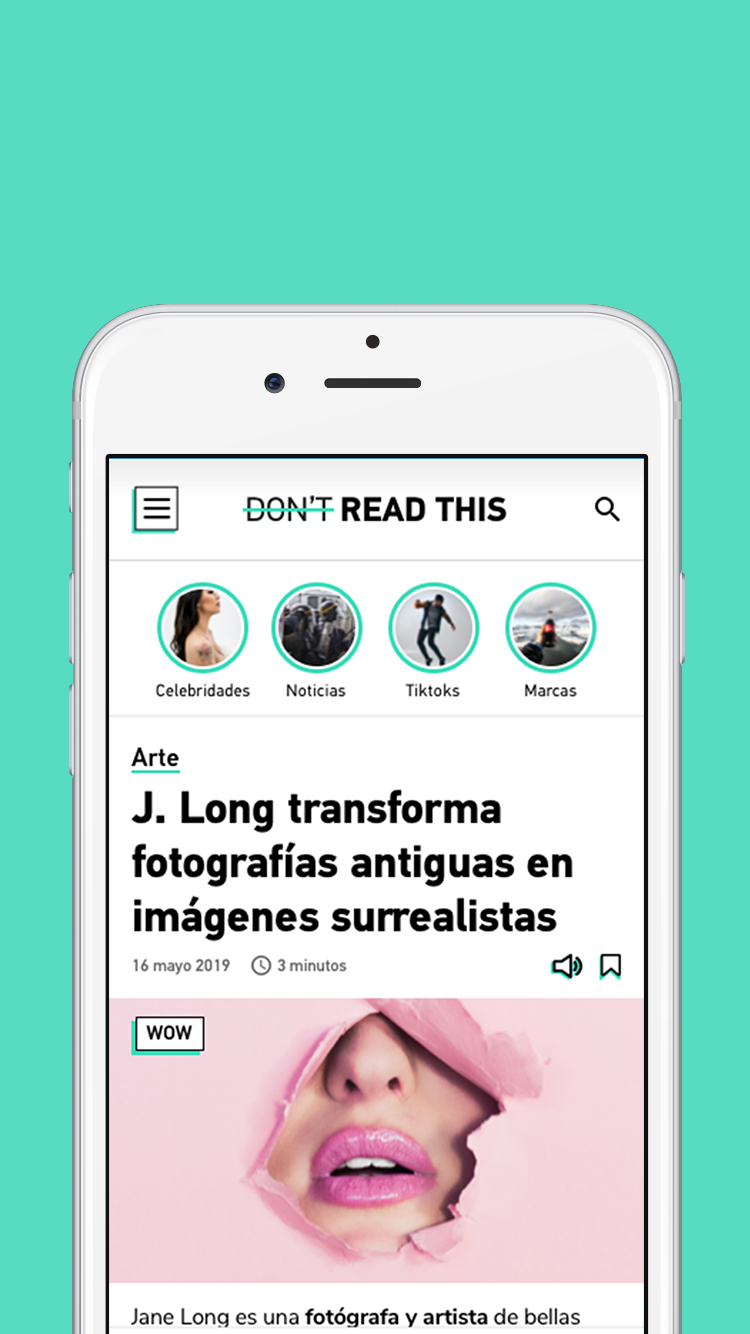 DON'T READ THIS
Celebridades Noticias Tiktoks Marcas
Arte
J. Long transforma
fotografías antiguas en
imágenes surrealistas
16 mayo 2019 3 minutos
WOW
Jane Long es una fotógrafa y artista de bellas